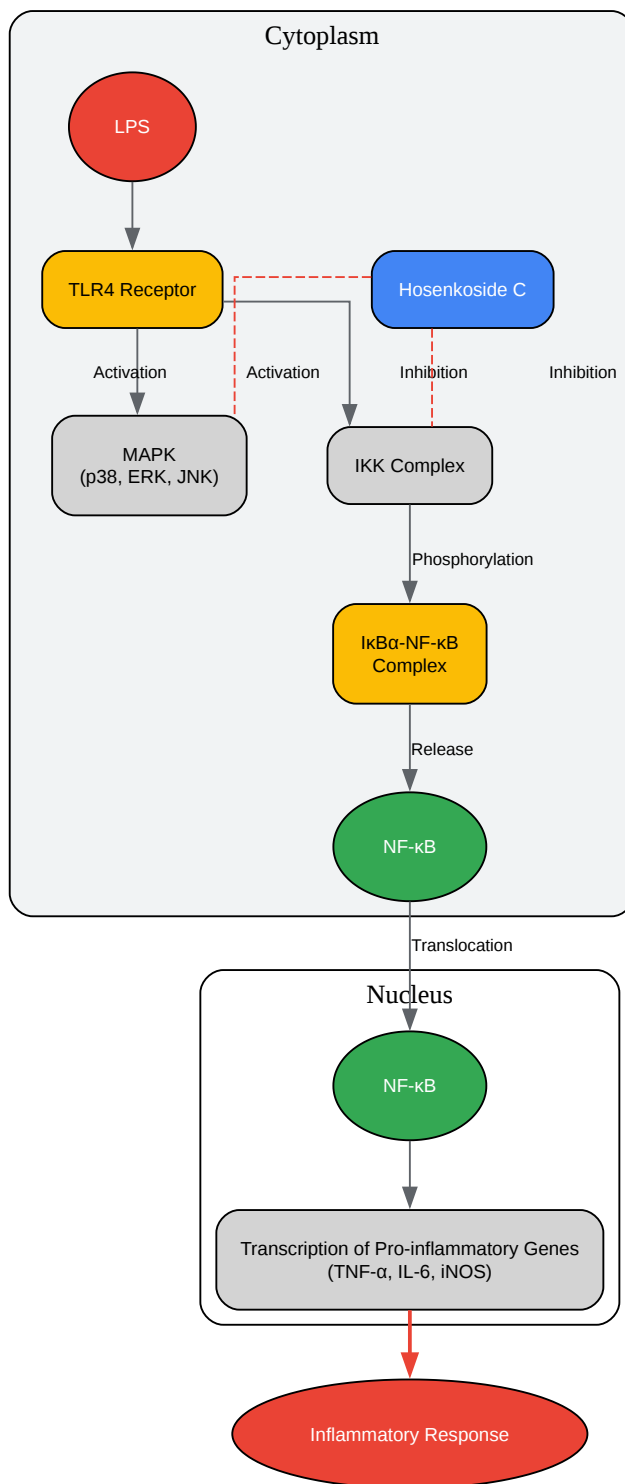 Cytoplasm
LPS
TLR4 Receptor
Hosenkoside C
Activation
Activation
Inhibition
Inhibition
MAPK
(p38, ERK, JNK)
IKK Complex
Phosphorylation
IκBα-NF-κB
Complex
Release
NF-κB
Translocation
Nucleus
NF-κB
Transcription of Pro-inflammatory Genes
(TNF-α, IL-6, iNOS)
Inflammatory Response